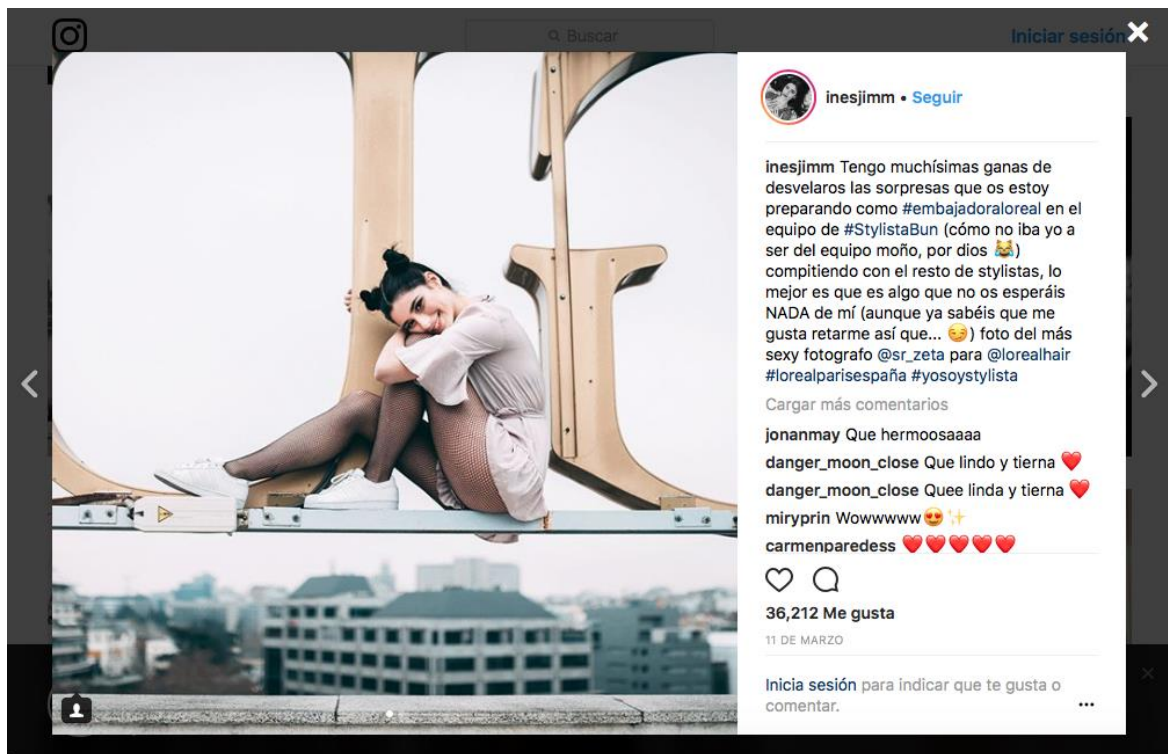 Buscar
Iniciar sesión
inesjimm • Seguir
inesjimm Tengo muchísimas ganas de
desvelaros las sorpresas que os estoy
preparando como #embajadoraloreal en el
equipo de #StylistaBun (cómo no iba yo a
ser del equipo moño, por dios 😹)
compitiendo con el resto de stylistas, lo
mejor es que es algo que no os esperáis
NADA de mí (aunque ya sabéis que me
gusta retarme así que... 😏) foto del más
sexy fotografo @sr_zeta para @lorealhair
#lorealparisespaña #yosoystylista
Cargar más comentarios
jonanmay Que hermoosaaaa
danger_moon_close Que lindo y tierna ❤️
danger_moon_close Quee linda y tierna ❤️
miryprin Wowwwwww😍✨
carmenparedess ❤️❤️❤️❤️❤️
36,212 Me gusta
11 DE MARZO
Inicia sesión para indicar que te gusta o
comentar.